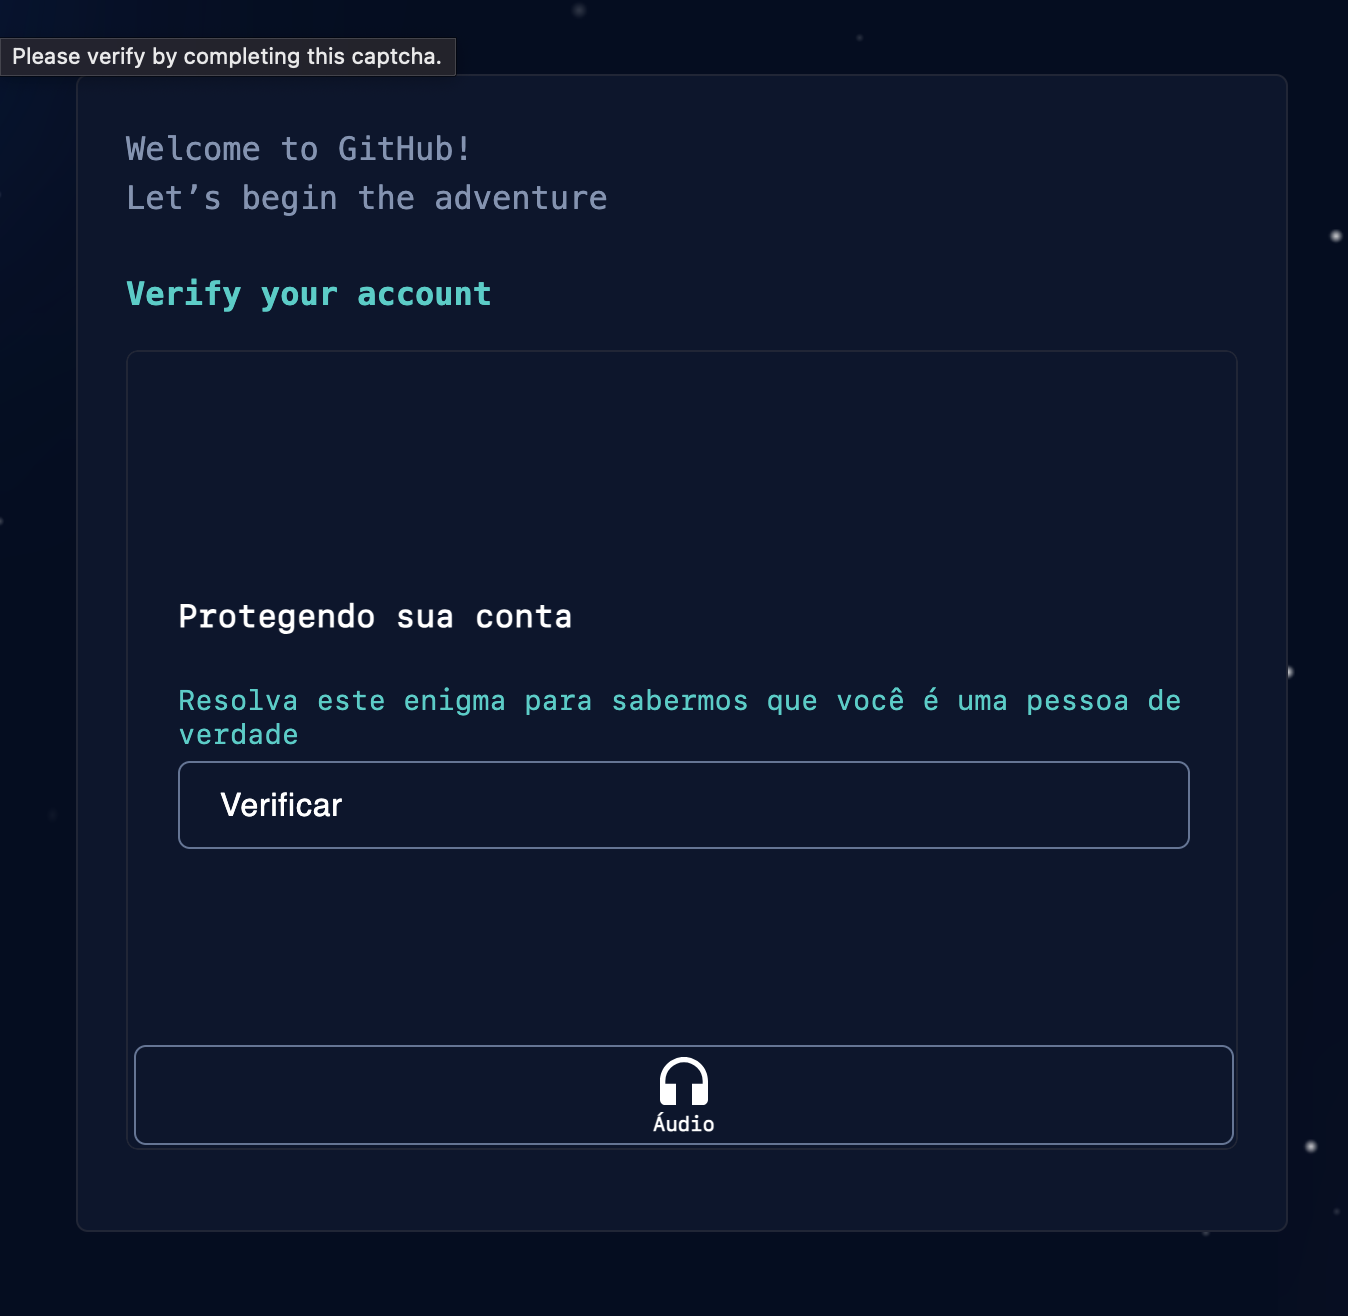 Please verify by completing this captcha.
Welcome to GitHub!
Let’s begin the adventure
Verify your account
Protegendo sua conta
Resolva este enigma para sabermos que você é uma pessoa de
verdade
Verificar
Áudio